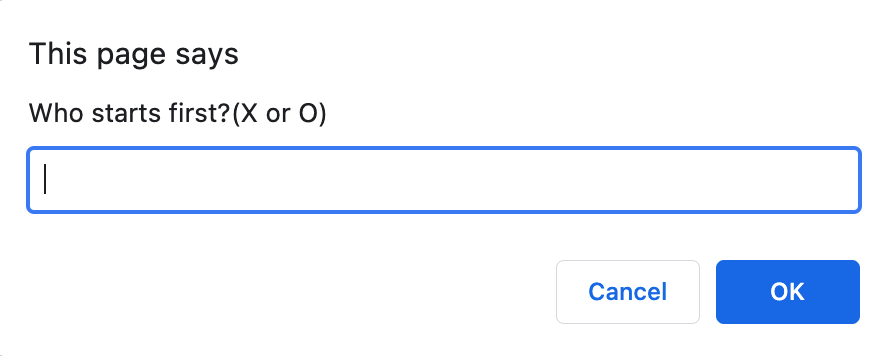 This page says
Who starts first?(X or O)
Cancel
OK